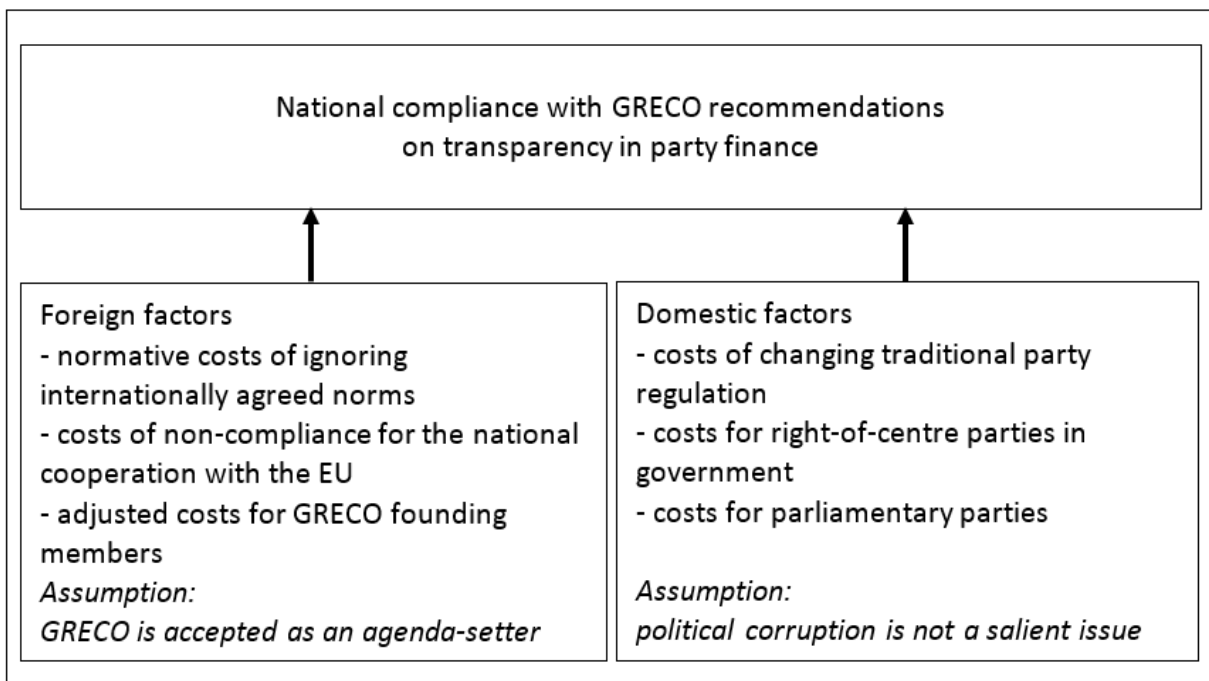 National compliance with GRECO recommendations
on transparency in party finance
Foreign factors
- normative costs of ignoring
internationally agreed norms
- costs of non-compliance for the national
cooperation with the EU
- adjusted costs for GRECO founding
members
Assumption:
GRECO is accepted as an agenda-setter
Domestic factors
- costs of changing traditional party
regulation
- costs for right-of-centre parties in
government
- costs for parliamentary parties
Assumption:
political corruption is not a salient issue